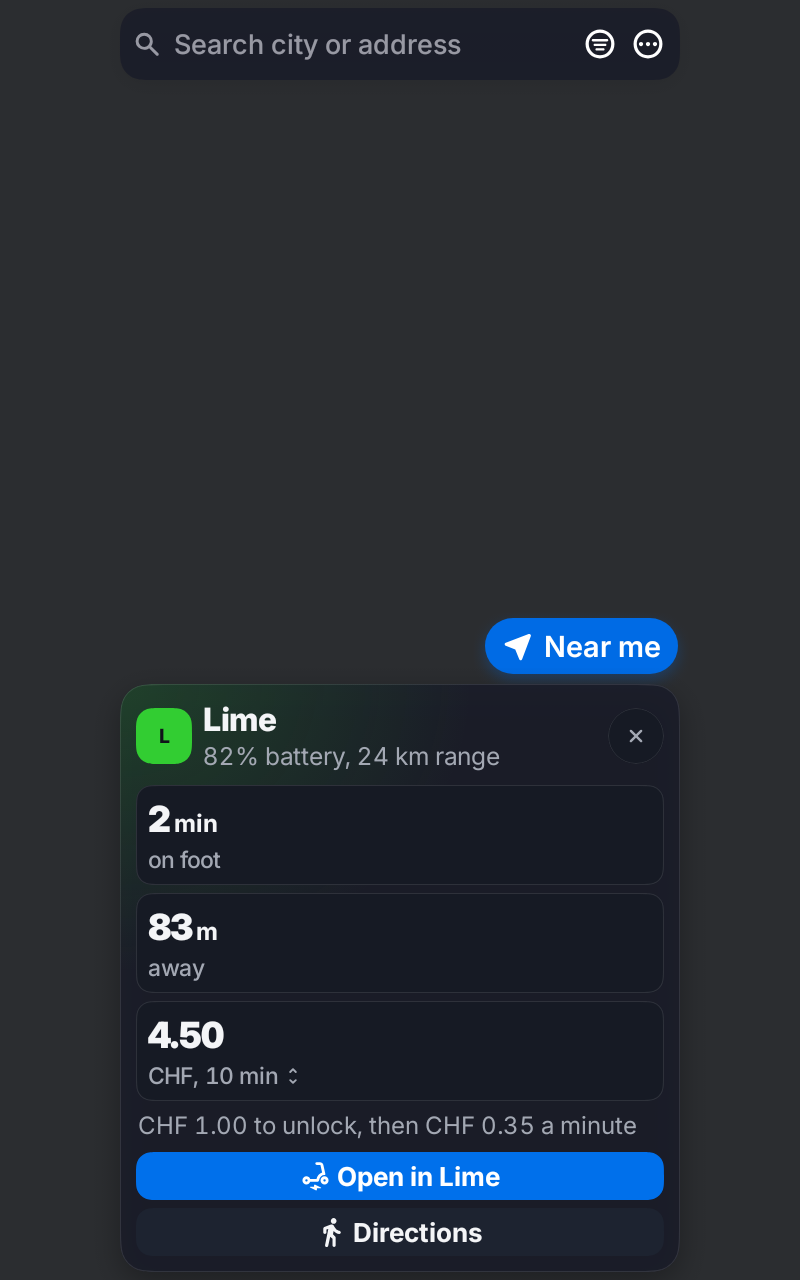 Search city or address
Near me
L
Lime
82% battery, 24 km range
2 min
on foot
83 m
away
4.50
CHF, 10 min
CHF 1.00 to unlock, then CHF 0.35 a minute
Open in Lime
Directions